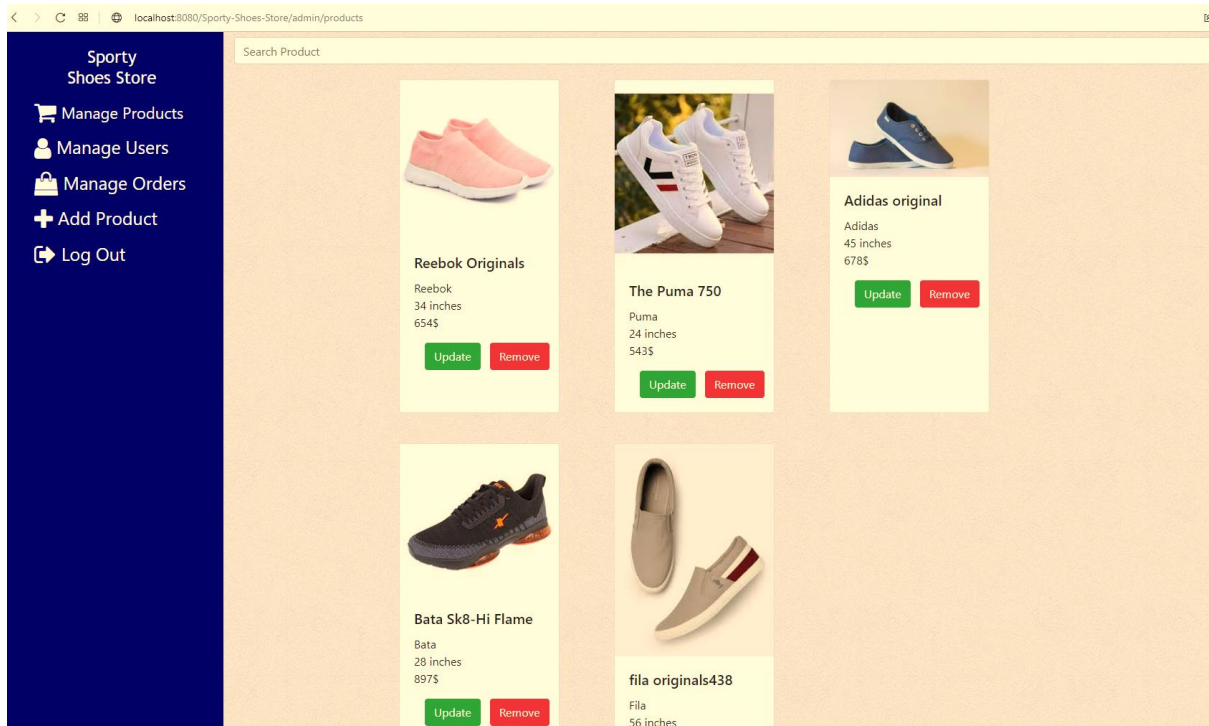 localhost:8080/Sporty-Shoes-Store/admin/products
Sporty
Shoes Store
Manage Products
Manage Users
Manage Orders
Add Product
Log Out
Search Product
Reebok Originals
Reebok
34 inches
654$
Update Remove
The Puma 750
Puma
24 inches
543$
Update Remove
Adidas original
Adidas
45 inches
678$
Update Remove
Bata Sk8-Hi Flame
Bata
28 inches
897$
Update Remove
fila originals438
Fila
56 inches